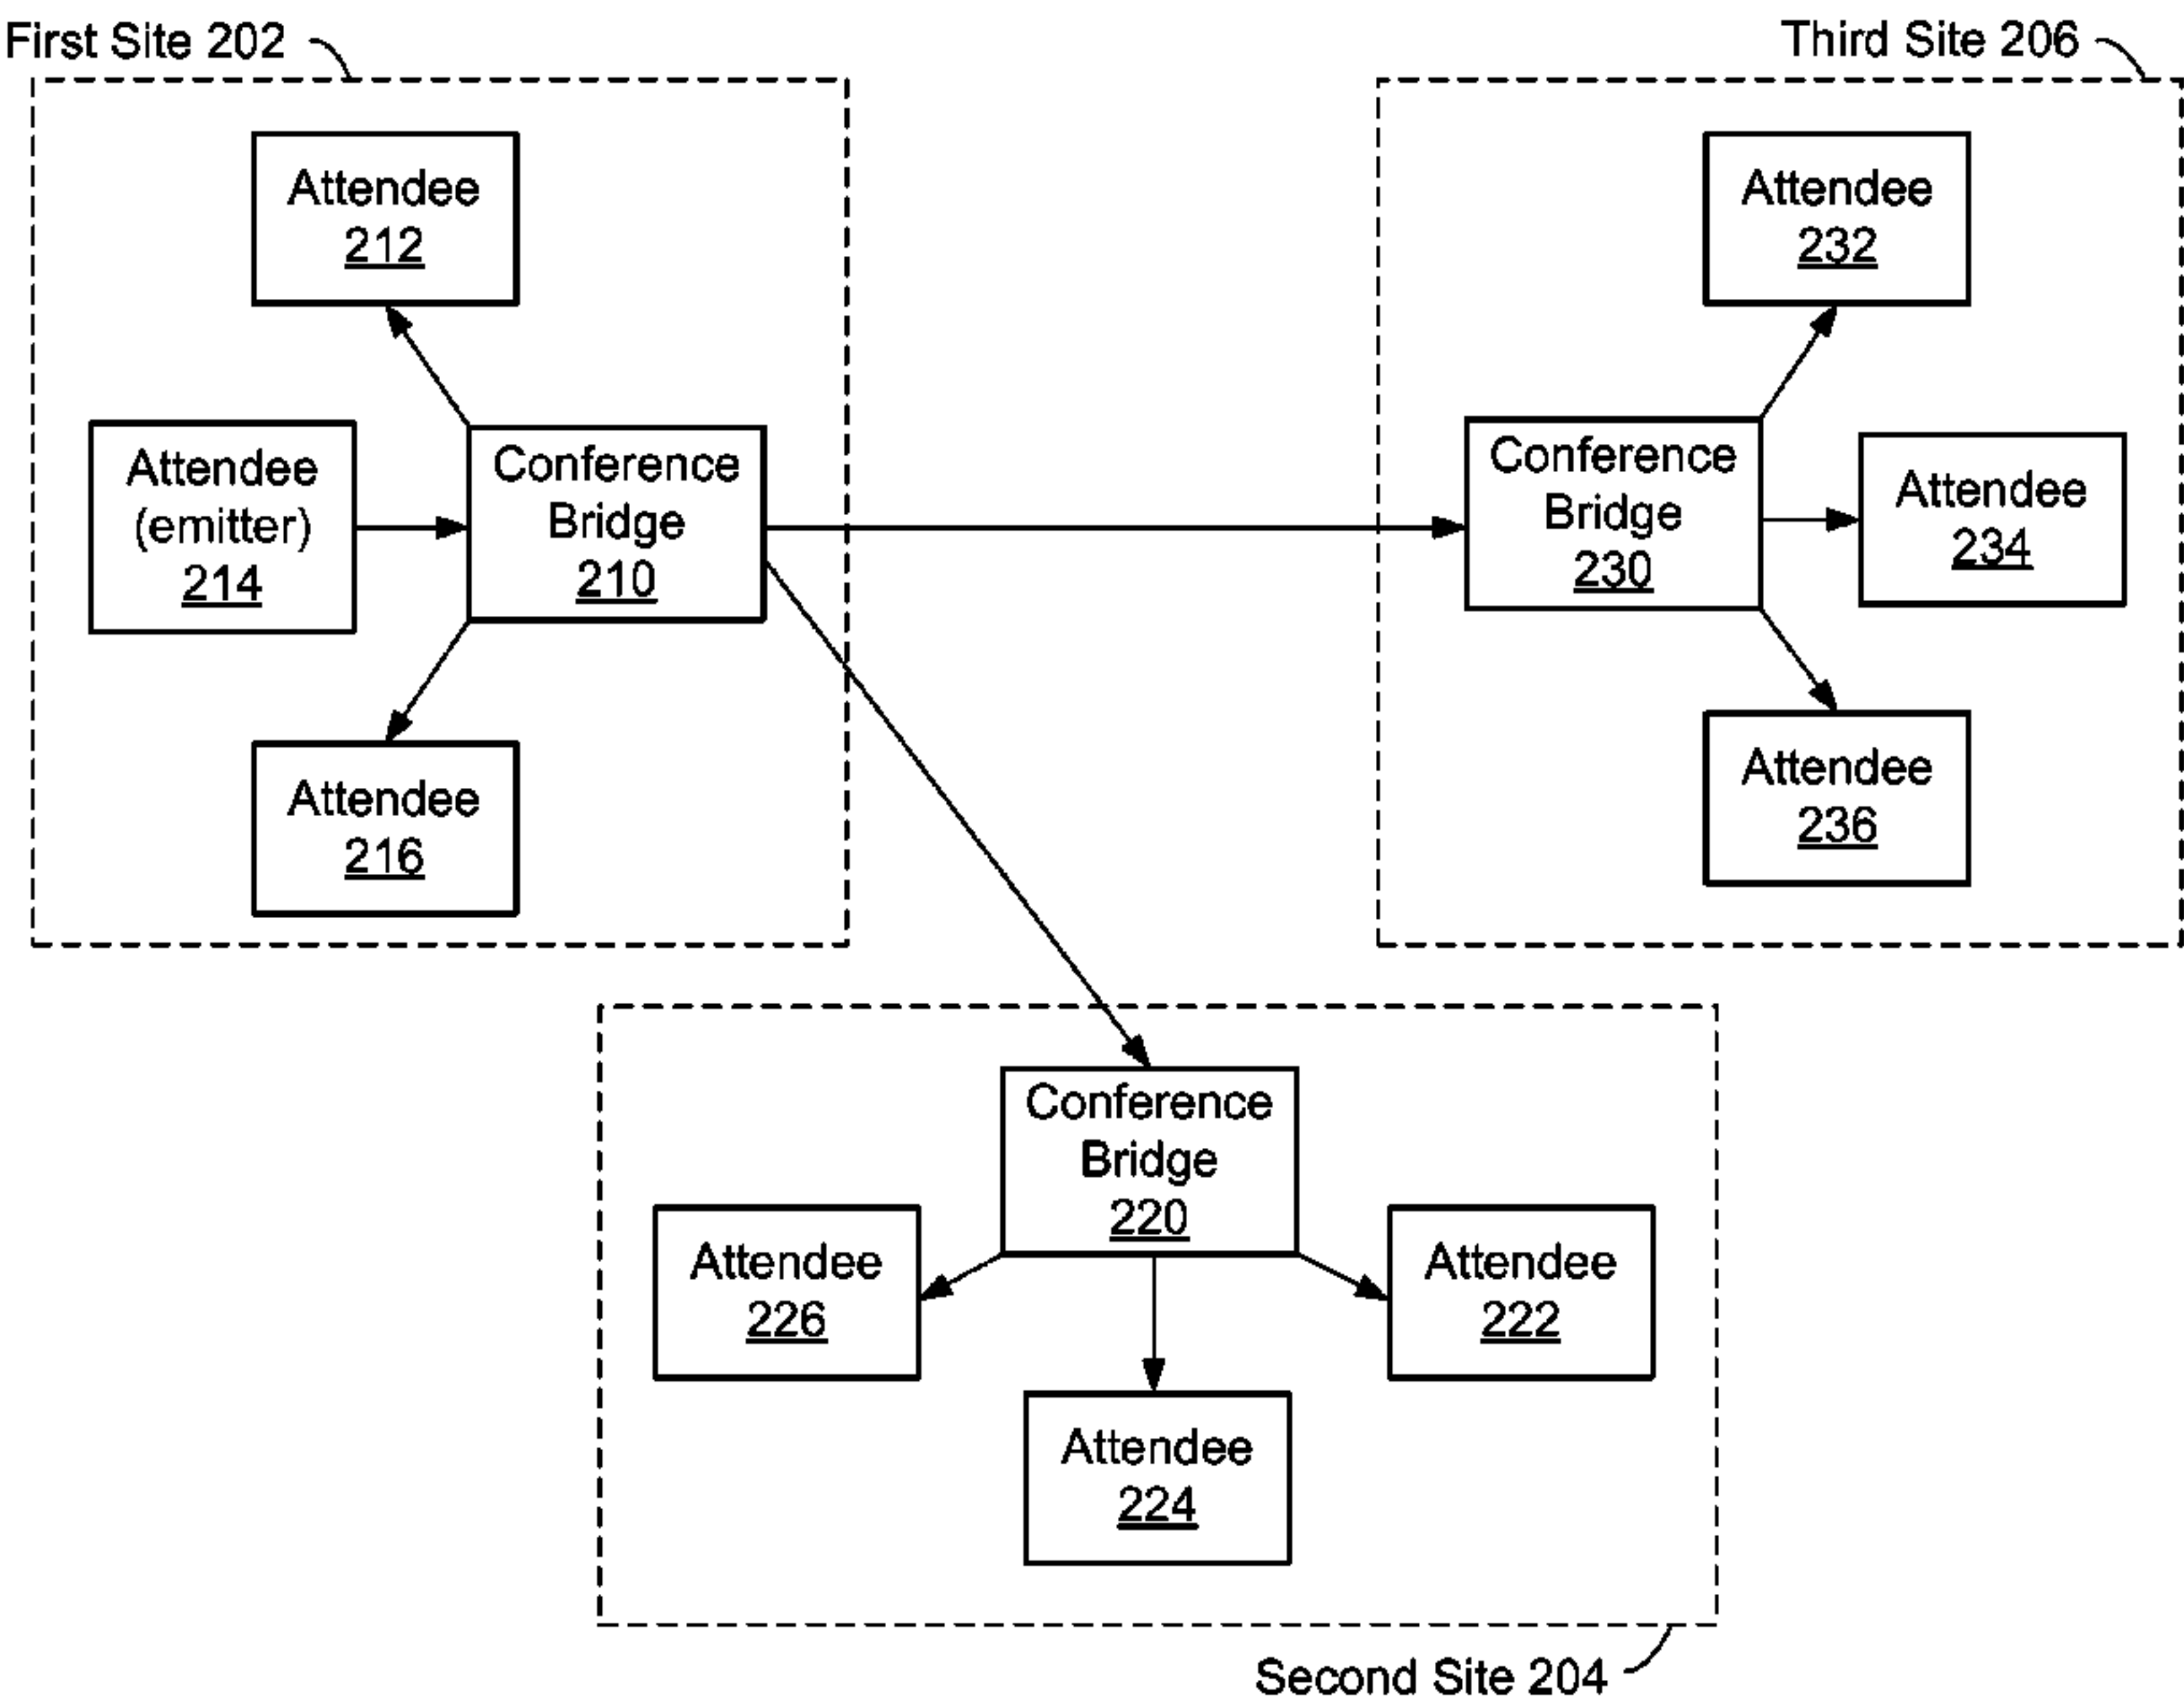 First Site 202
Third Site 206
Attendee
212
Attendee
(emitter)
214
Conference
Bridge
210
Attendee
216
Attendee
232
Conference
Bridge
230
Attendee
234
Attendee
236
Conference
Bridge
220
Attendee
226
Attendee
222
Attendee
224
Second Site 204